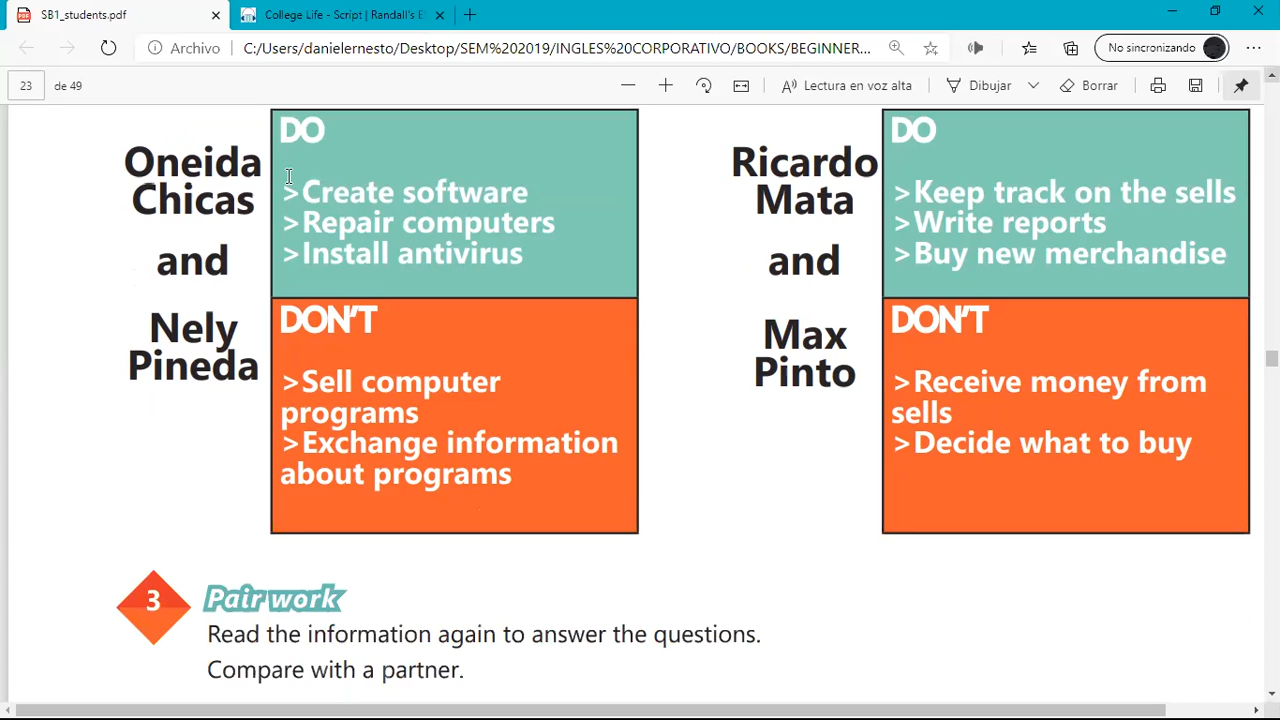 SB1_students.pdf
College Life - Script | Randall's E
Archivo
C:/Users/danielernesto/Desktop/SEM%202019/INGLES%20CORPORATIVO/BOOKS/BEGINNER...
No sincronizando
23
de 49
Lectura en voz alta
Dibujar
Borrar
Oneida
Chicas
and
Nely
Pineda
DO
>Create software
>Repair computers
>Install antivirus
DON'T
>Sell computer
programs
>Exchange information
about programs
Ricardo
Mata
and
Max
Pinto
DO
>Keep track on the sells
>Write reports
>Buy new merchandise
DON'T
>Receive money from
sells
>Decide what to buy
3
Pair work
Read the information again to answer the questions.
Compare with a partner.